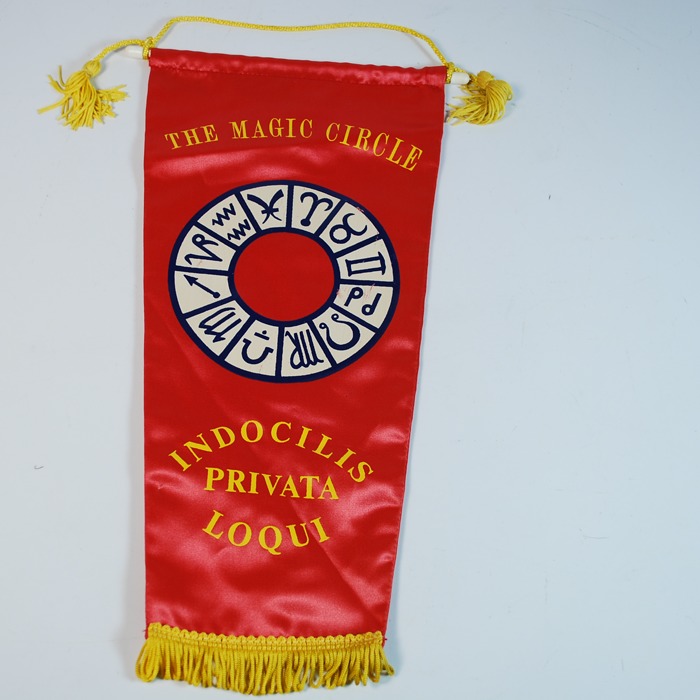 THE MAGIC CIRCLE
INDOCILIS
PRIVATA
LOQUI